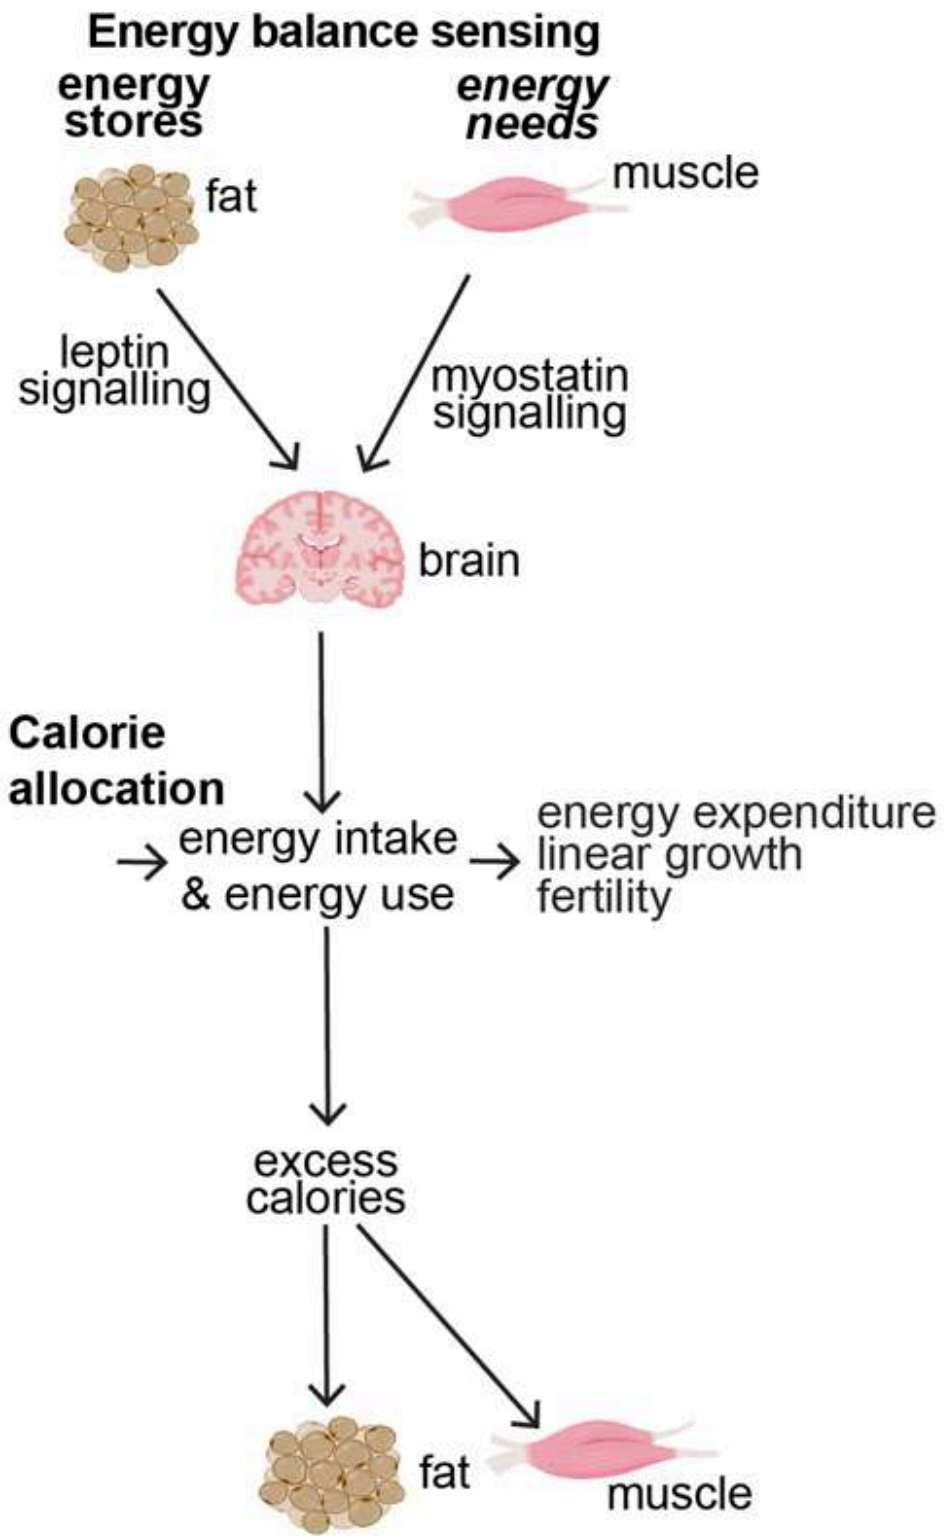 Energy balance sensing
energy
stores
energy
needs
fat
muscle
leptin
signalling
myostatin
signalling
brain
Calorie
allocation
energy intake
& energy use
energy expenditure
linear growth
fertility
excess
calories
fat
muscle